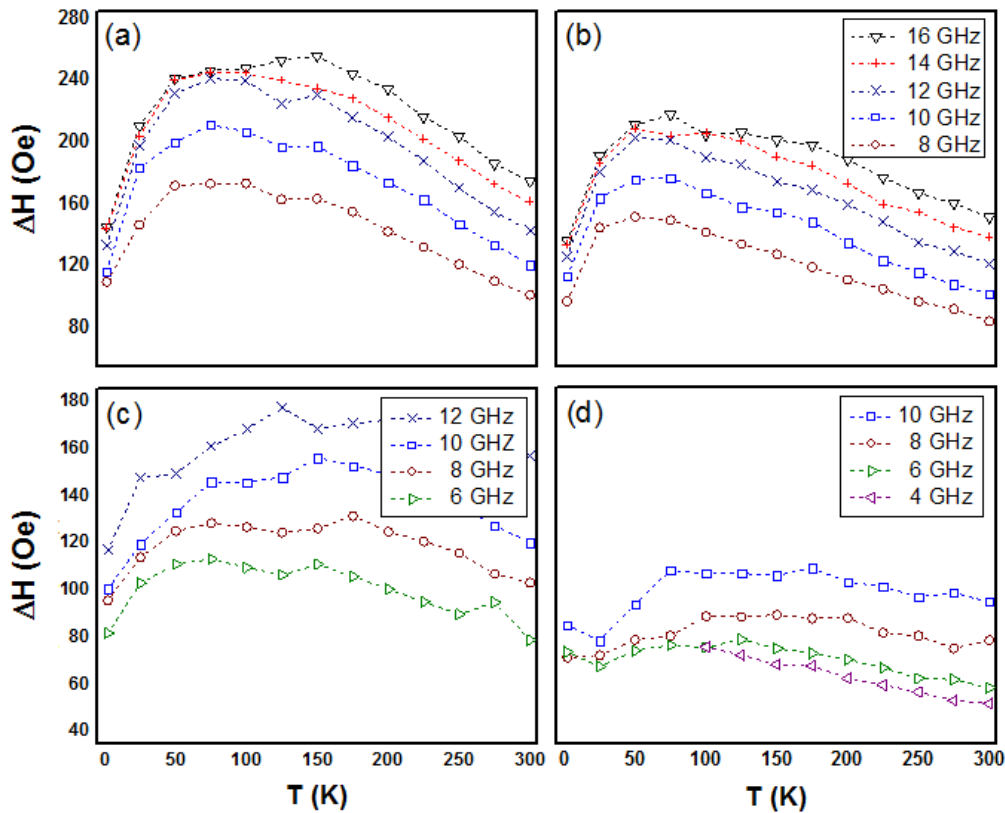 280
240
200
160
120
80
ΔH (Oe)
(a)
(b)
16 GHz
14 GHz
12 GHz
10 GHz
8 GHz
180
160
140
120
100
80
60
40
ΔH (Oe)
(c)
12 GHz
10 GHZ
8 GHz
6 GHz
(d)
10 GHz
8 GHz
6 GHz
4 GHz
0 50 100 150 200 250 300
0 50 100 150 200 250 300
T (K)
T (K)